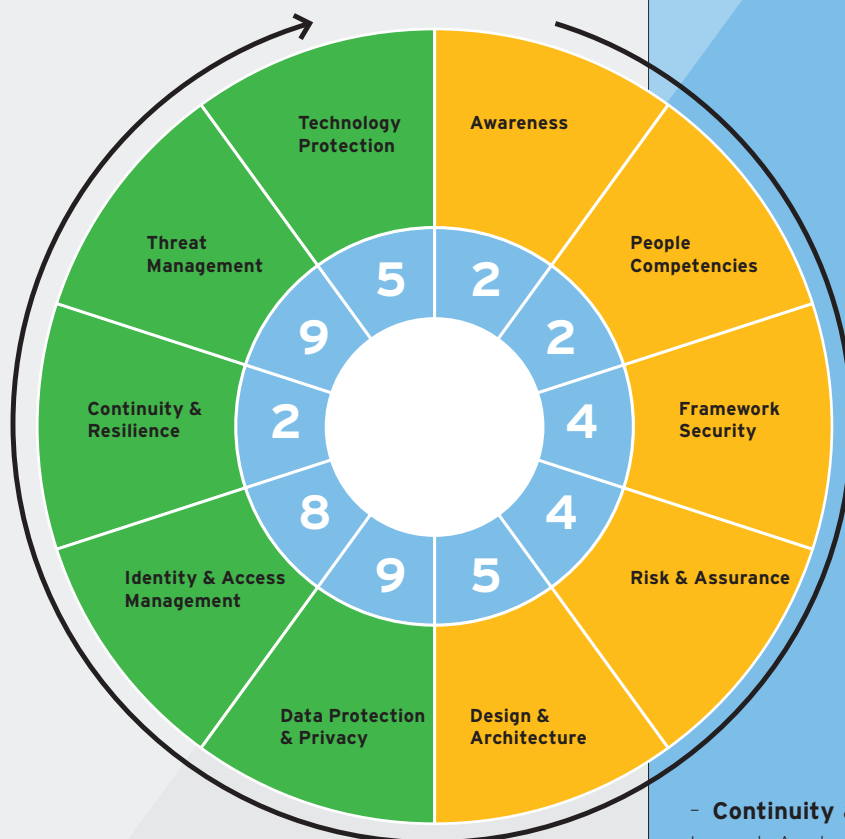 Technology
Protection
5
Awareness
2
People
Competencies
2
Framework
Security
4
Risk & Assurance
4
Design &
Architecture
5
Data Protection
& Privacy
9
Identity & Access
Management
8
Continuity &
Resilience
2
Threat
Management
9
– Continuity